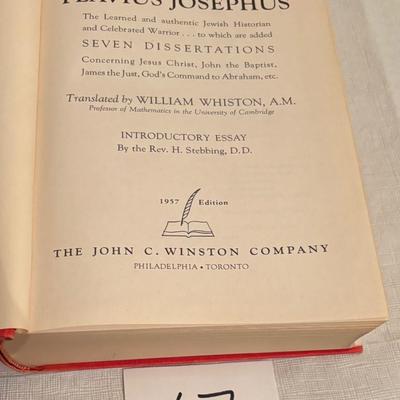 FLAVIUS JOSEPHUS
The Learned and authentic Jewish Historian
and Celebrated Warrior . . . to which are added
SEVEN DISSERTATIONS
Concerning Jesus Christ, John the Baptist,
James the Just, God's Command to Abraham, etc.
Translated by WILLIAM WHISTON, A.M.
Professor of Mathematics in the University of Cambridge
INTRODUCTORY ESSAY
By the Rev. H. Stebbing, D.D.
1957 Edition
THE JOHN C. WINSTON COMPANY
PHILADELPHIA • TORONTO